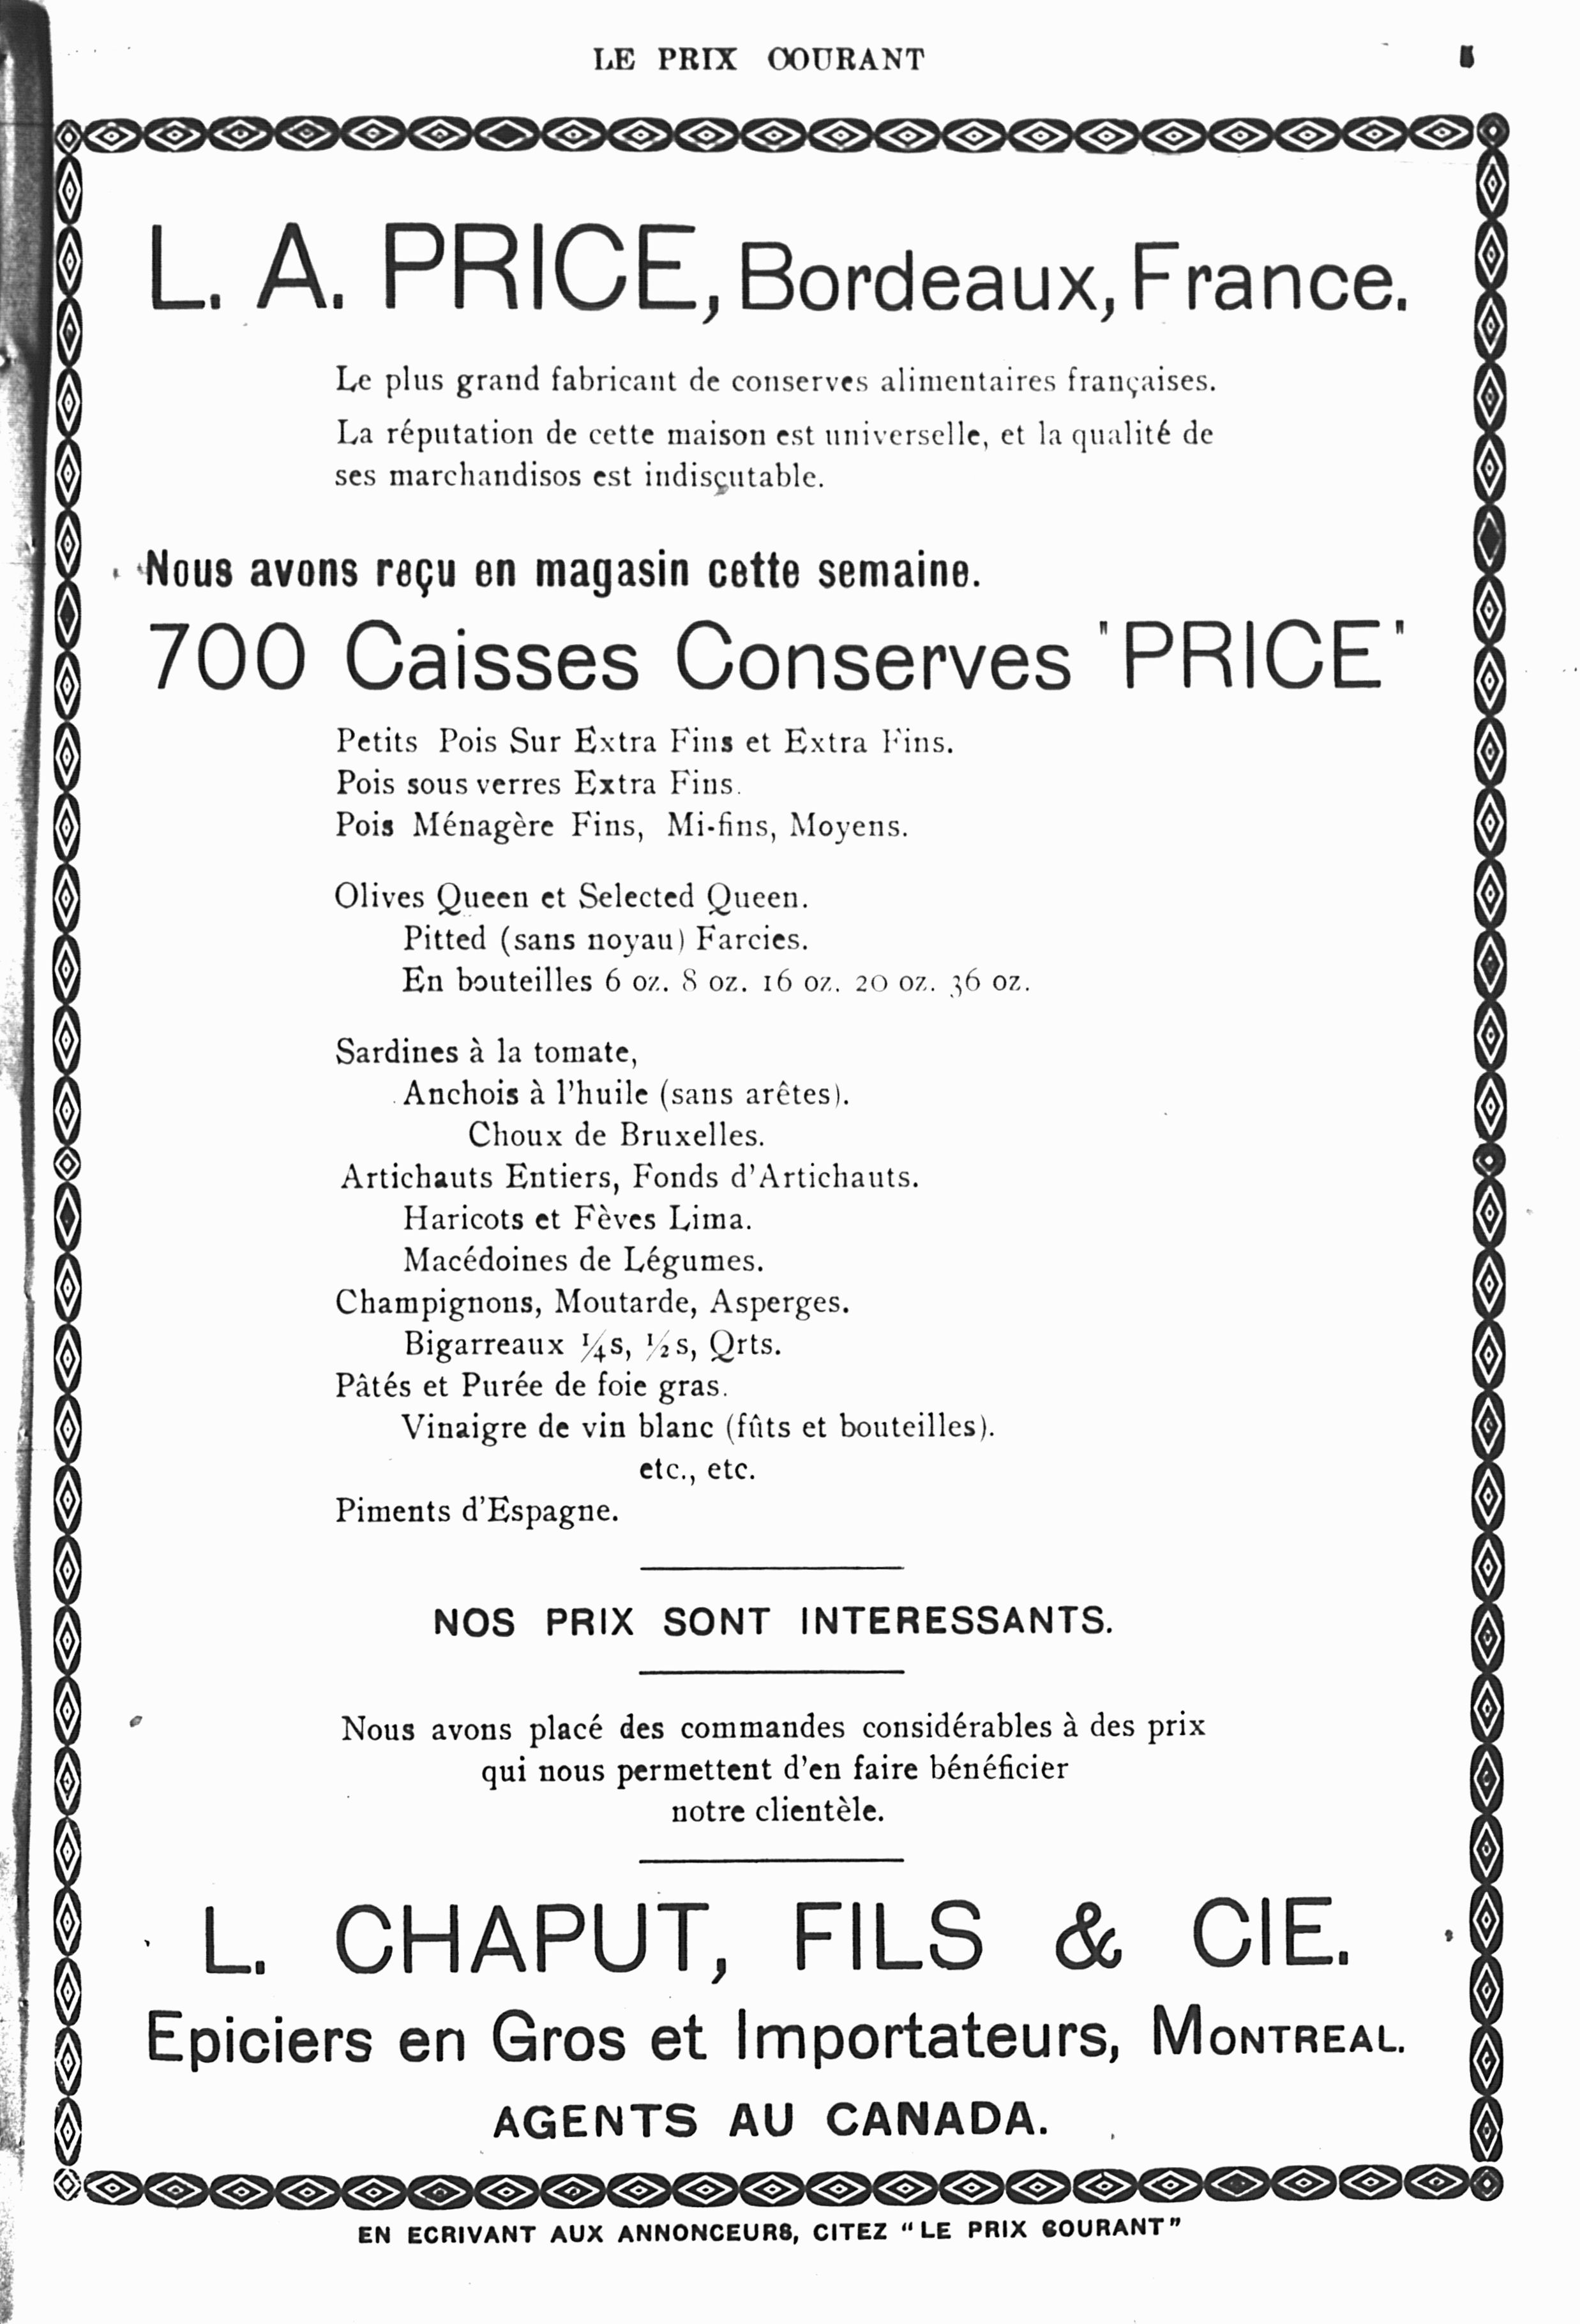 LE PRIX COURANT 5
L. A. PRICE, Bordeaux, France.
Le plus grand fabricant de conserves alimentaires françaises.
La réputation de cette maison est universelle, et la qualité de
ses marchandisos est indiscutable.
Nous avons reçu en magasin cette semaine.
700 Caisses Conserves "PRICE"
Petits Pois Sur Extra Fins et Extra Fins.
Pois sous verres Extra Fins.
Pois Ménagère Fins, Mi-fins, Moyens.
Olives Queen et Selected Queen.
Pitted (sans noyau) Farcies.
En bouteilles 6 oz. 8 oz. 16 oz. 20 oz. 36 oz.
Sardines à la tomate,
Anchois à l'huile (sans arêtes).
Choux de Bruxelles.
Artichauts Entiers, Fonds d'Artichauts.
Haricots et Fèves Lima.
Macédoines de Légumes.
Champignons, Moutarde, Asperges.
Bigarreaux ¼s, ½s, Qrts.
Pâtés et Purée de foie gras.
Vinaigre de vin blanc (fûts et bouteilles).
etc., etc.
Piments d'Espagne.
NOS PRIX SONT INTERESSANTS.
Nous avons placé des commandes considérables à des prix
qui nous permettent d'en faire bénéficier
notre clientèle.
L. CHAPUT, FILS & CIE.
Epiciers en Gros et Importateurs, MONTREAL.
AGENTS AU CANADA.
EN ECRIVANT AUX ANNONCEURS, CITEZ "LE PRIX COURANT"